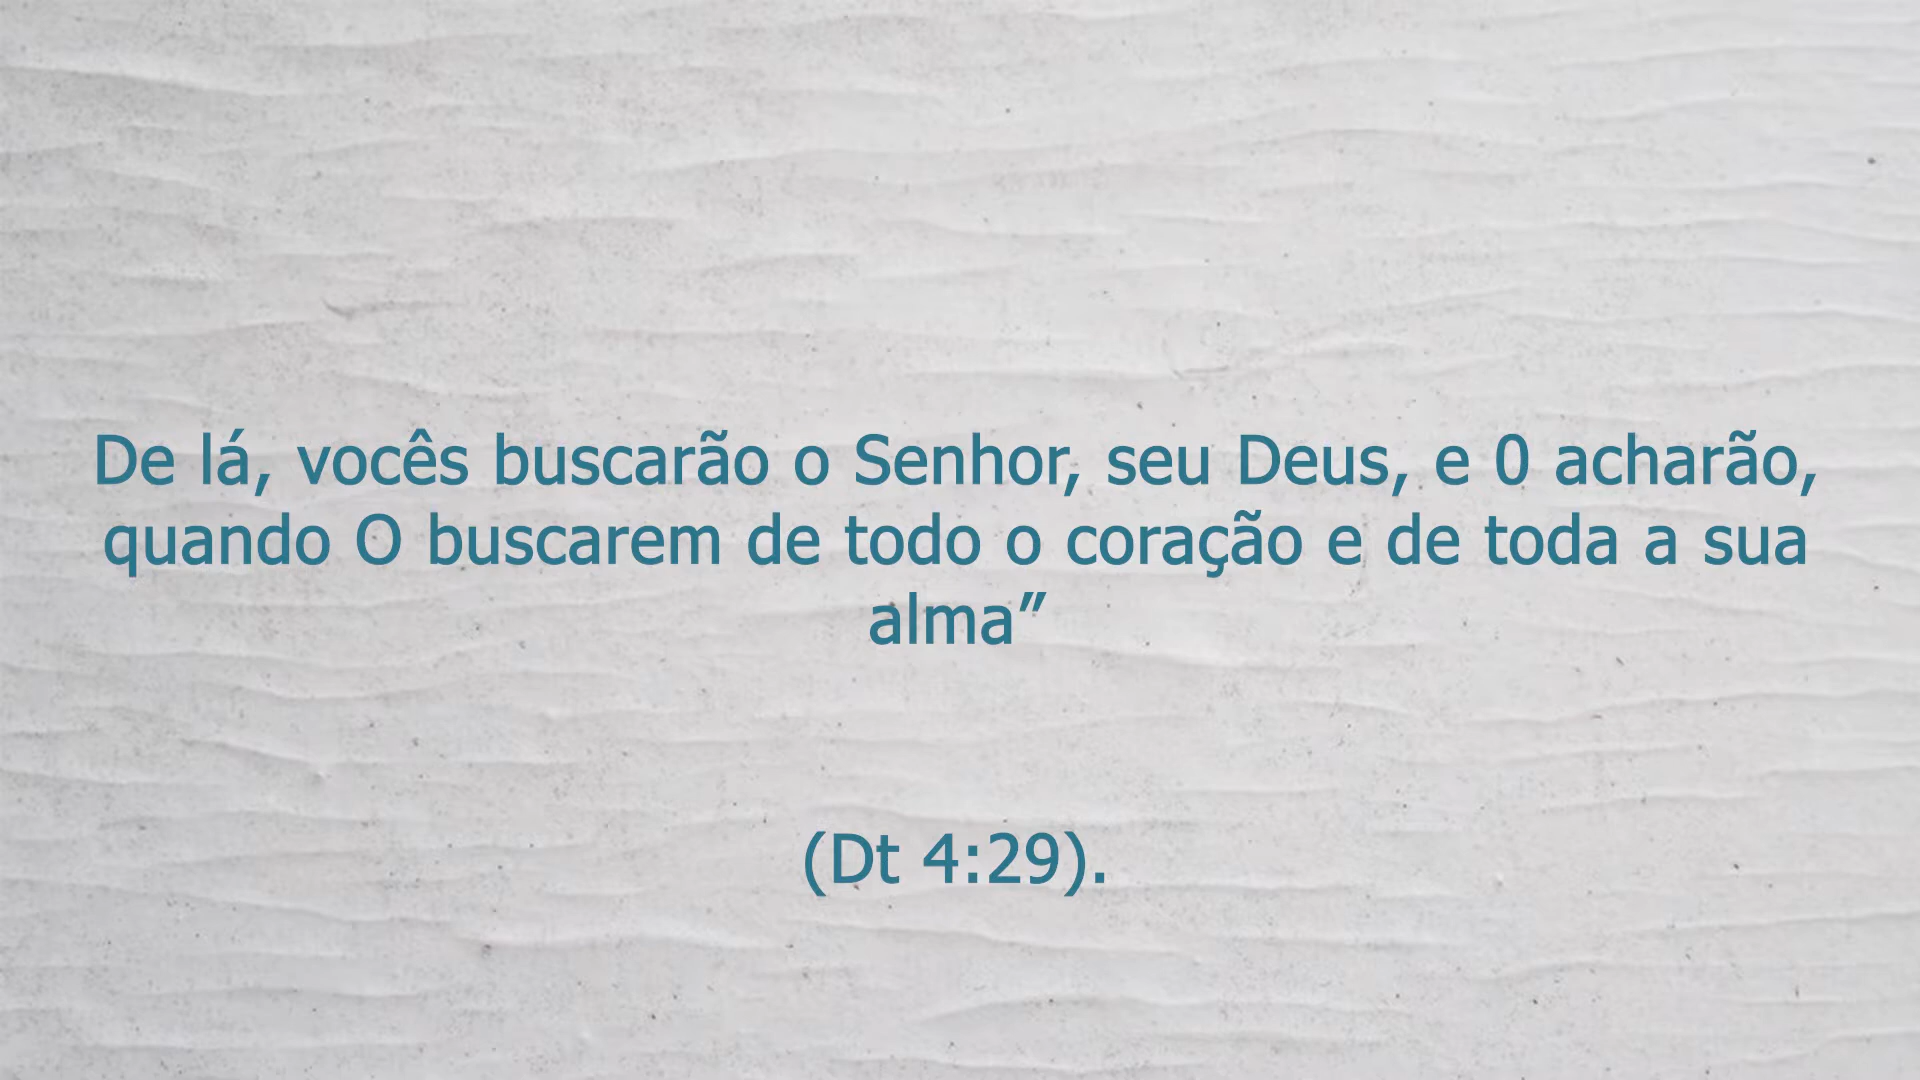 De lá, vocês buscarão o Senhor, seu Deus, e 0 acharão,
quando O buscarem de todo o coração e de toda a sua
alma”
(Dt 4:29).